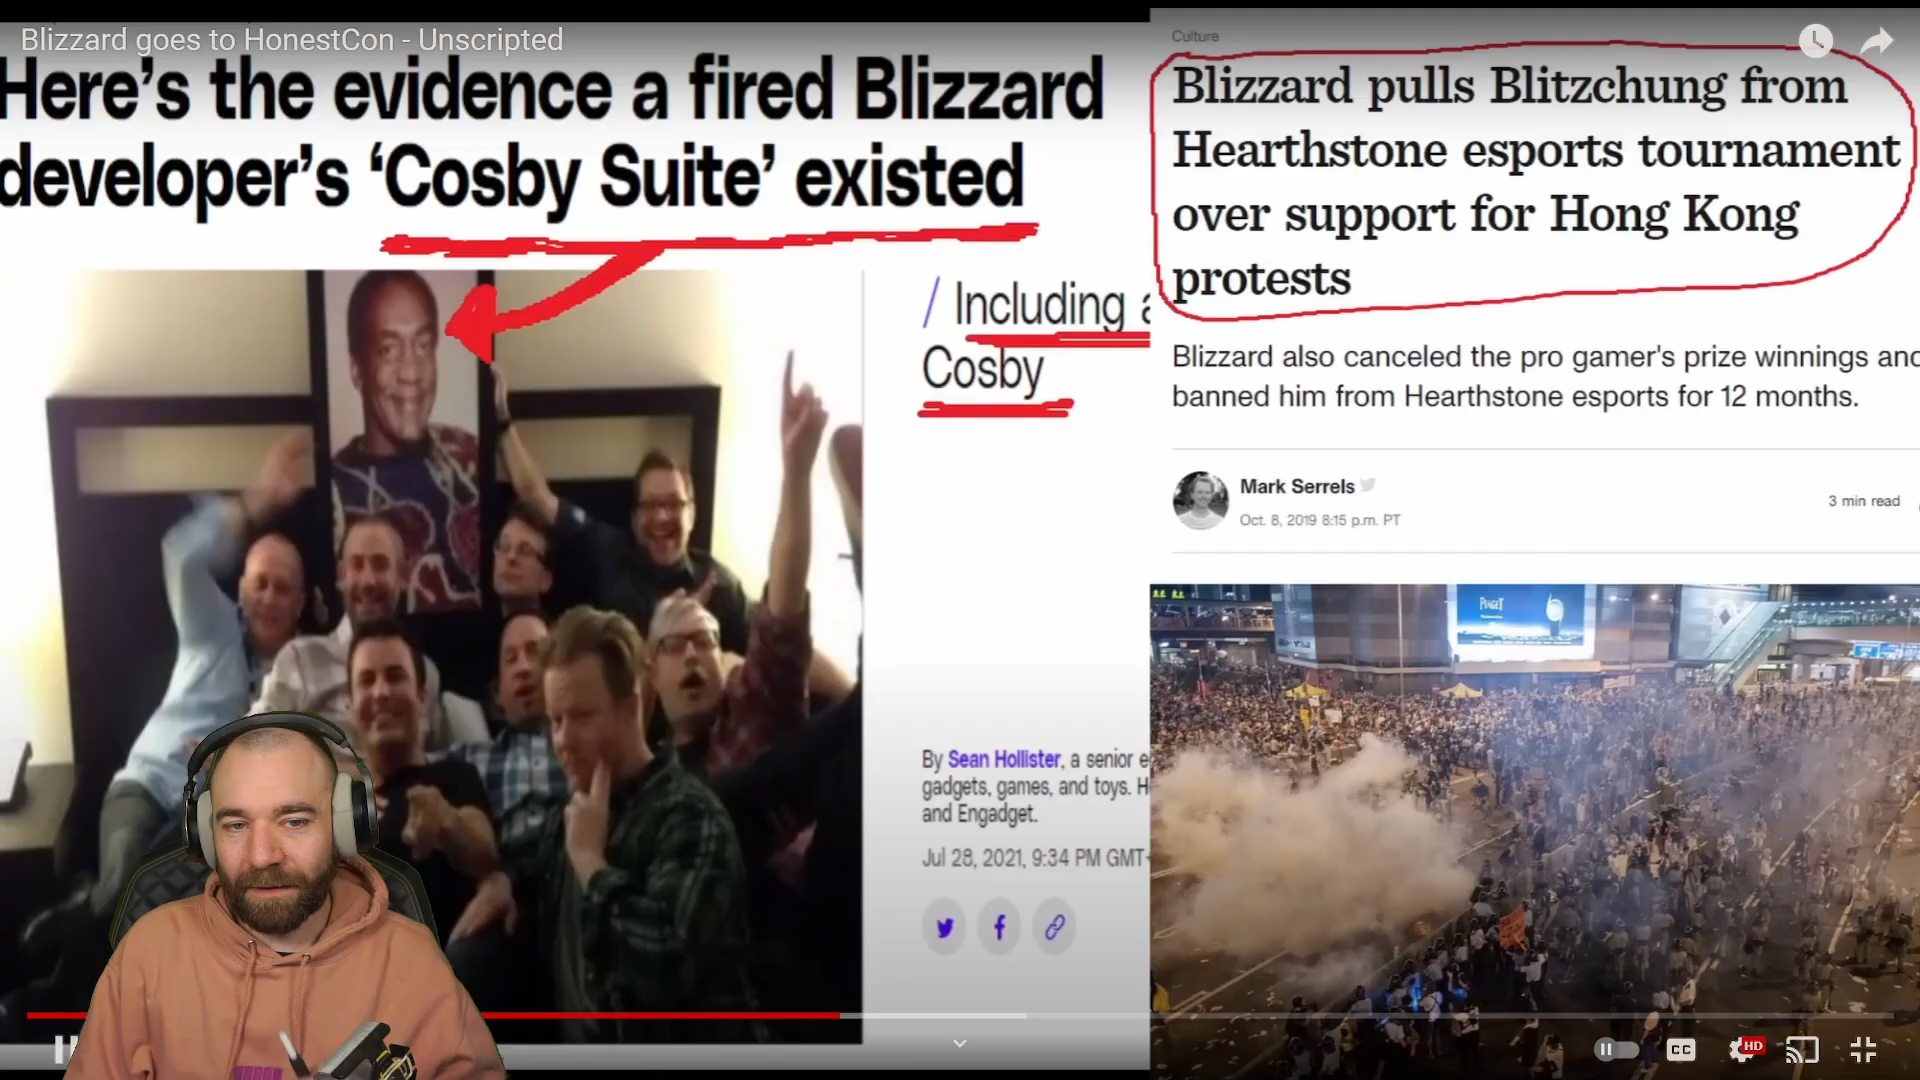 Blizzard goes to HonestCon - Unscripted
Here's the evidence a fired Blizzard
developer's 'Cosby Suite' existed
/ Including a
Cosby
By Sean Hollister, a senior e
gadgets, games, and toys. H
and Engadget.
Jul 28, 2021, 9:34 PM GMT+
Culture
Blizzard pulls Blitzchung from
Hearthstone esports tournament
over support for Hong Kong
protests
Blizzard also canceled the pro gamer's prize winnings and
banned him from Hearthstone esports for 12 months.
Mark Serrels
Oct. 8, 2019 8:15 p.m. PT
3 min read
PIAGET
CC
HD